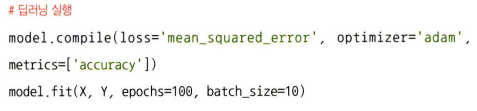 # 딥러닝 실행
model.compile(loss='mean_squared_error', optimizer='adam',
metrics=['accuracy'])
model.fit(X, Y, epochs=100, batch_size=10)